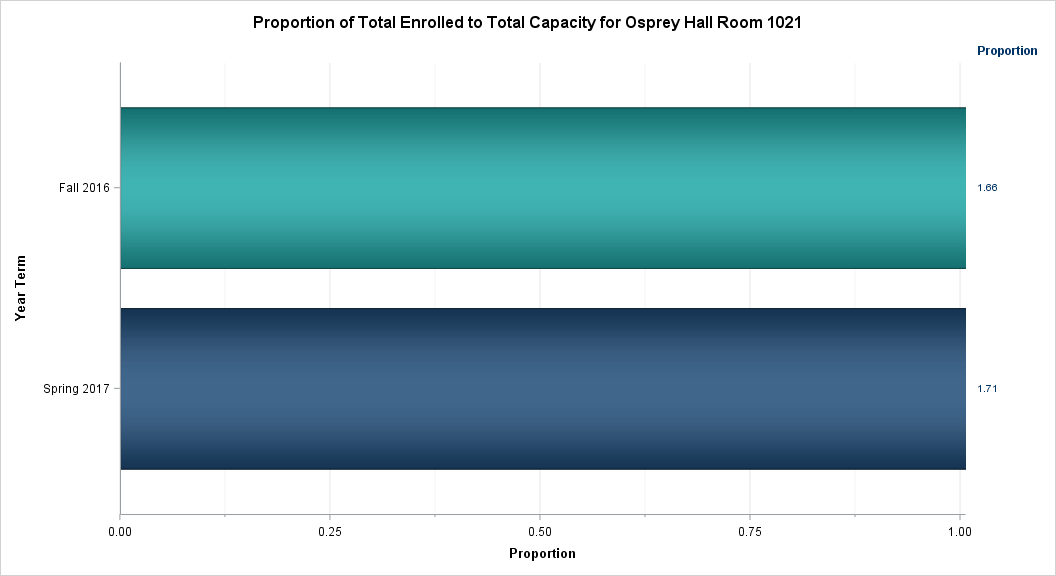 Proportion of Total Enrolled to Total Capacity for Osprey Hall Room 1021
Proportion
Fall 2016
1.66
Year Term
Spring 2017
1.71
0.00
0.25
0.50
0.75
1.00
Proportion